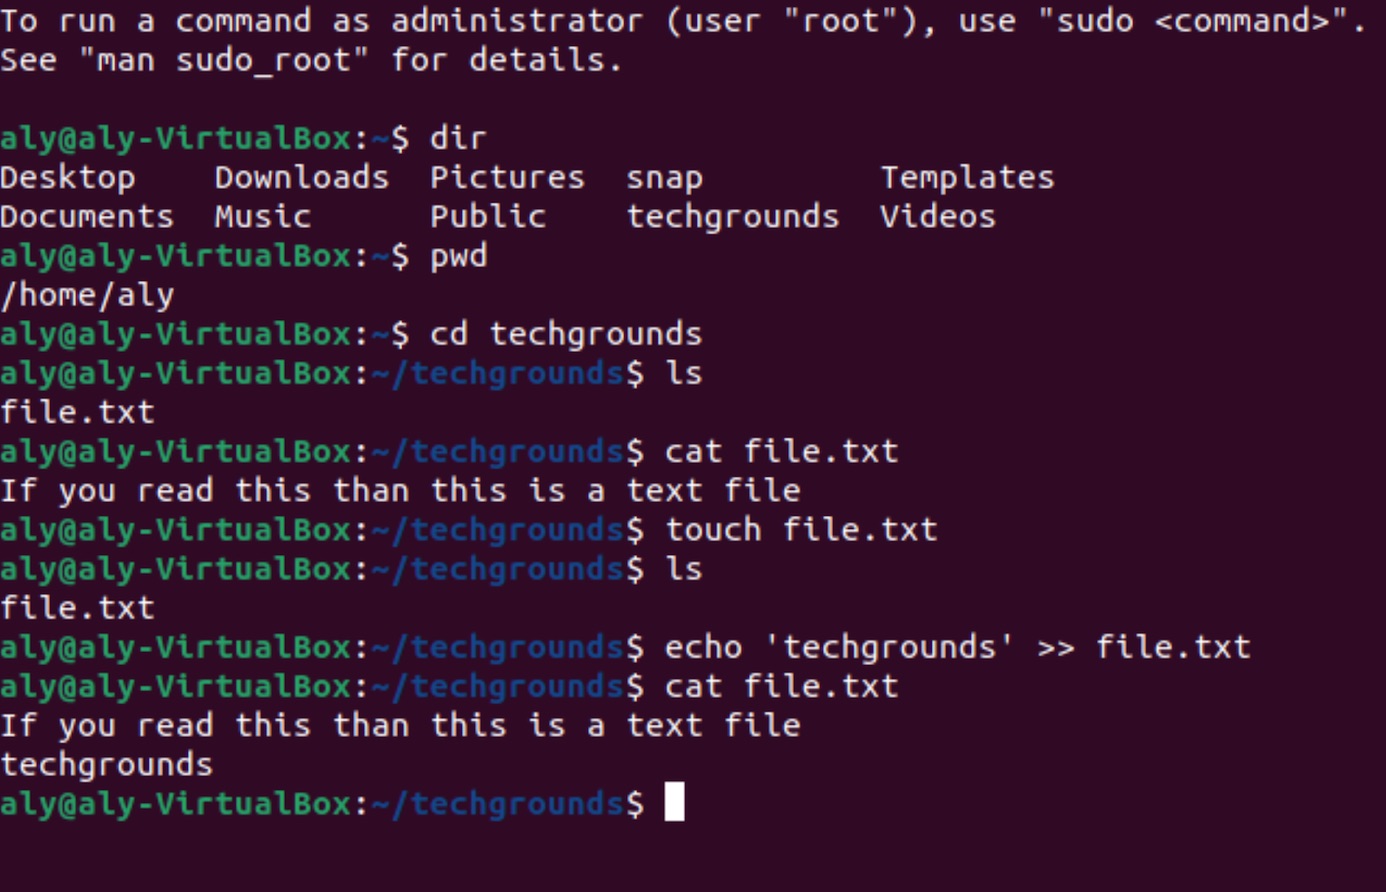 To run a command as administrator (user "root"), use "sudo <command>".
See "man sudo_root" for details.
aly@aly-VirtualBox:~$ dir
Desktop Downloads Pictures snap Templates
Documents Music Public techgrounds Videos
aly@aly-VirtualBox:~$ pwd
/home/aly
aly@aly-VirtualBox:~$ cd techgrounds
aly@aly-VirtualBox:~/techgrounds$ ls
file.txt
aly@aly-VirtualBox:~/techgrounds$ cat file.txt
If you read this than this is a text file
aly@aly-VirtualBox:~/techgrounds$ touch file.txt
aly@aly-VirtualBox:~/techgrounds$ ls
file.txt
aly@aly-VirtualBox:~/techgrounds$ echo 'techgrounds' >> file.txt
aly@aly-VirtualBox:~/techgrounds$ cat file.txt
If you read this than this is a text file
techgrounds
aly@aly-VirtualBox:~/techgrounds$